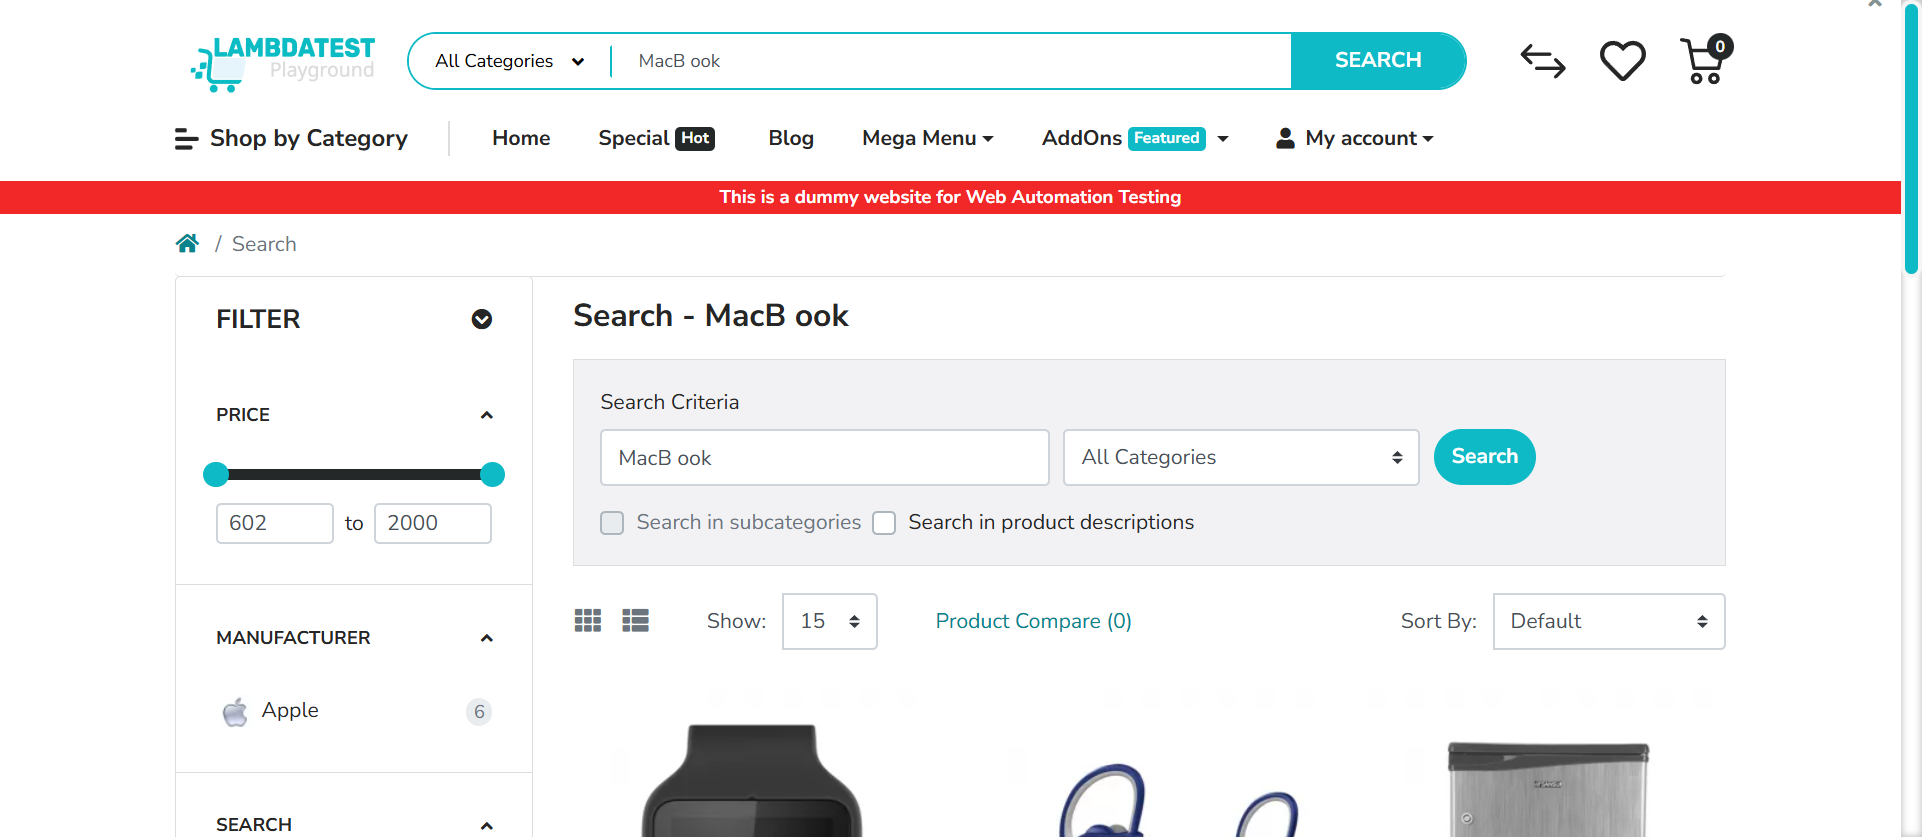 LAMBDATEST
Playground
All Categories
MacB ook
SEARCH
0
Shop by Category
Home
Special Hot
Blog
Mega Menu
AddOns Featured
My account
This is a dummy website for Web Automation Testing
/ Search
FILTER
PRICE
602 to 2000
MANUFACTURER
Apple 6
SEARCH
Search - MacB ook
Search Criteria
MacB ook
All Categories
Search
Search in subcategories
Search in product descriptions
Show: 15
Product Compare (0)
Sort By: Default